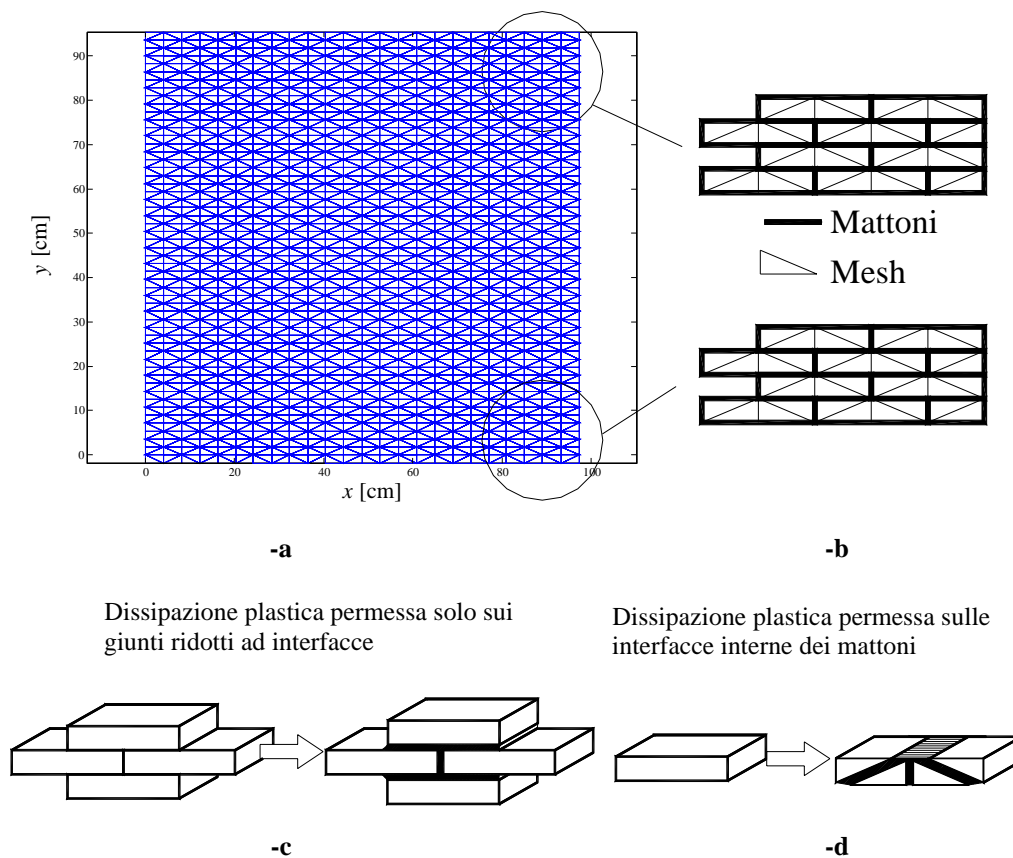 90
80
70
60
50
40
30
20
10
0
y [cm]
0
20
40
60
80
100
x [cm]
Mattoni
Mesh
-a
-b
Dissipazione plastica permessa solo sui
giunti ridotti ad interfacce
Dissipazione plastica permessa sulle
interfacce interne dei mattoni
-c
-d